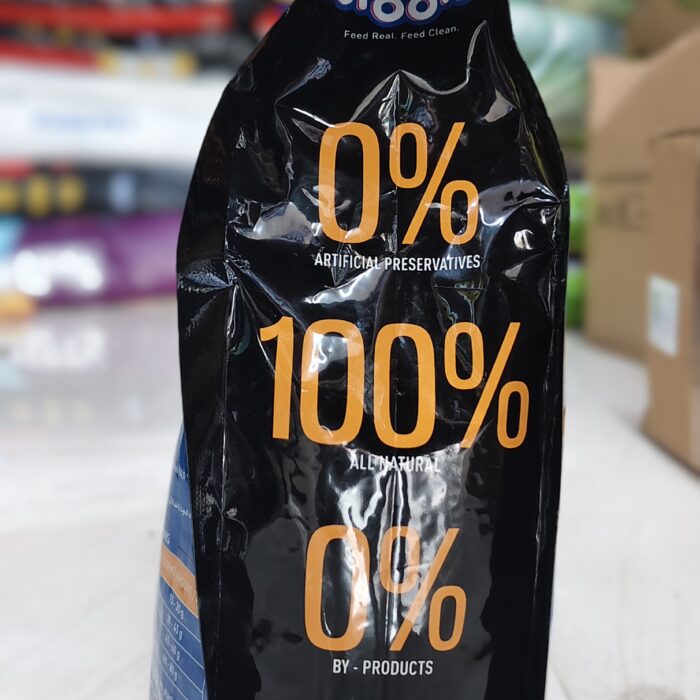 Feed Real. Feed Clean.
0%
ARTIFICIAL PRESERVATIVES
100%
ALL NATURAL
0%
BY - PRODUCTS